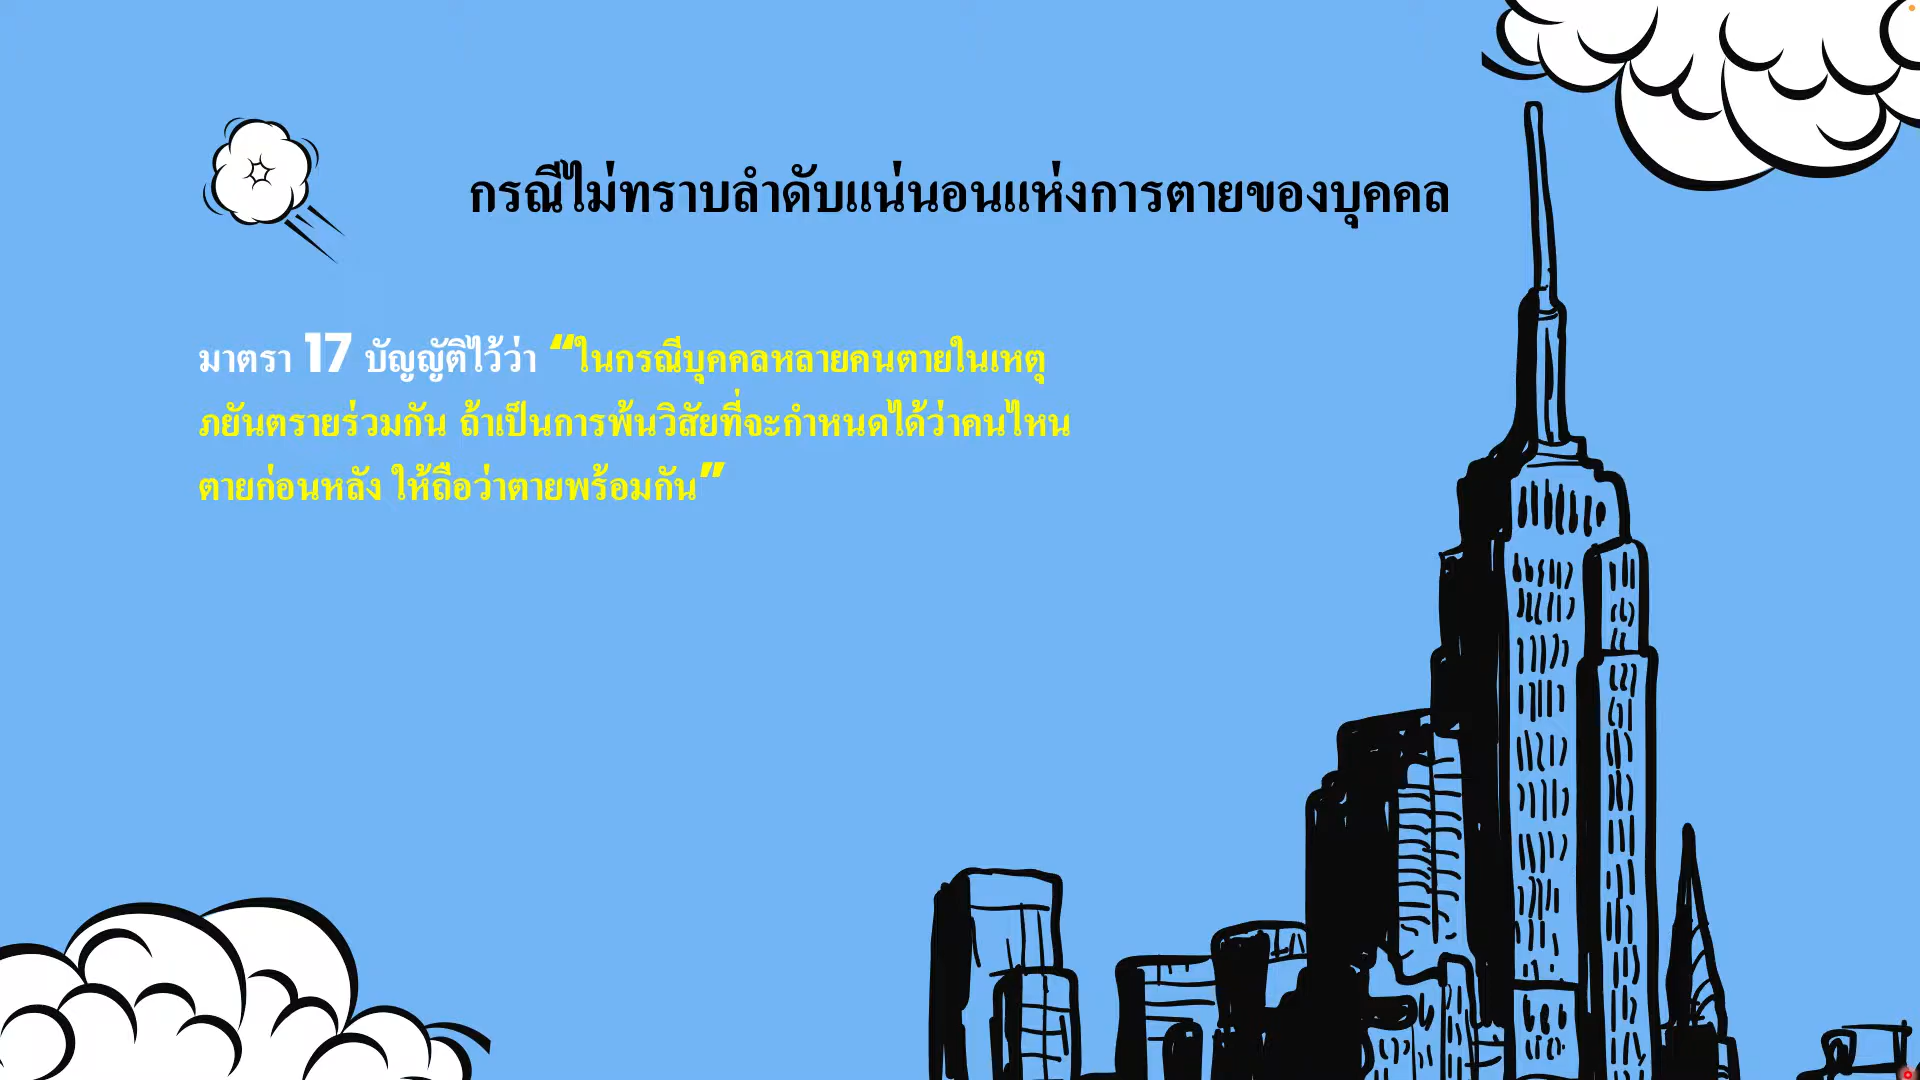 กรณีไม่ทราบลำดับแน่นอนแห่งการตายของบุคคล
มาตรา 17 บัญญัติไว้ว่า “ในกรณีบุคคลหลายคนตายในเหตุ
ภยันตรายร่วมกัน ถ้าเป็นการพ้นวิสัยที่จะกำหนดได้ว่าคนไหน
ตายก่อนหลัง ให้ถือว่าตายพร้อมกัน”